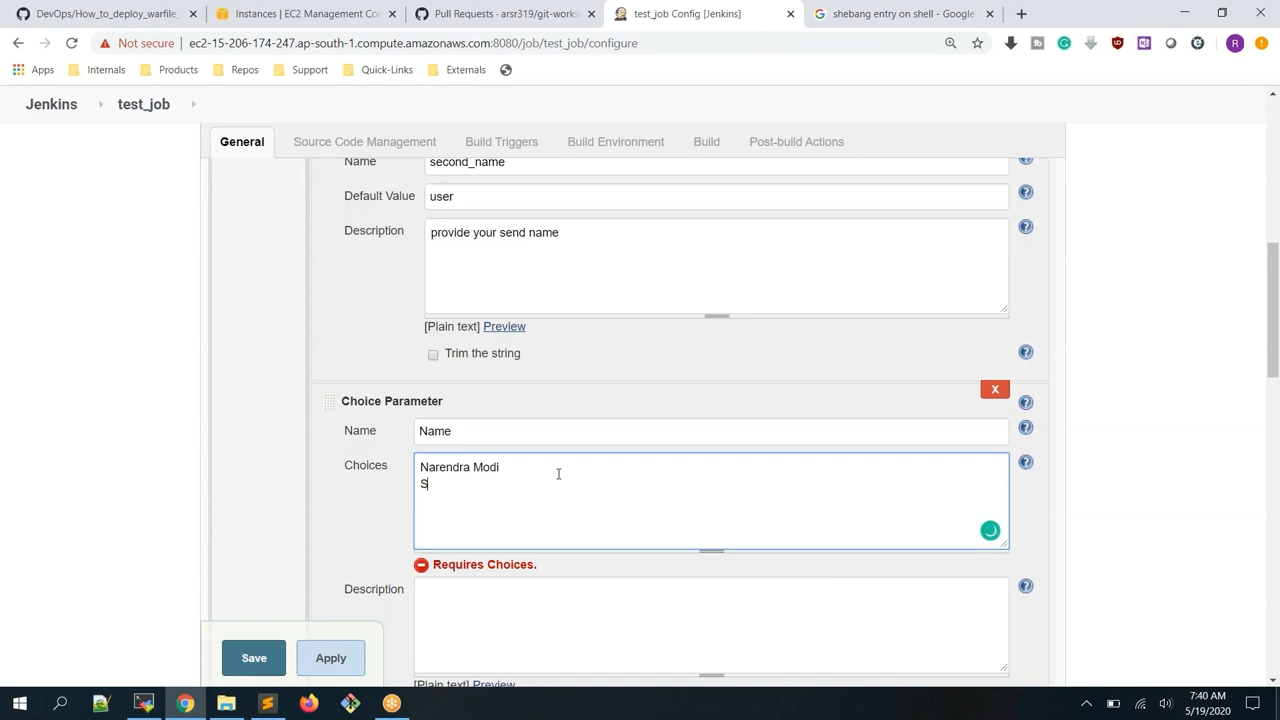 DevOps/How_to_deploy_warfile_
Instances | EC2 Management Co
Pull Requests · arsr319/git-works
test_job Config [Jenkins]
shebang entry on shell - Google
Not secure | ec2-15-206-174-247.ap-south-1.compute.amazonaws.com:8080/job/test_job/configure
Apps Internals Products Repos Support Quick-Links Externals
Jenkins test_job
General Source Code Management Build Triggers Build Environment Build Post-build Actions
Name second_name
Default Value user
Description provide your send name
[Plain text] Preview
Trim the string
X
Choice Parameter
Name Name
Choices Narendra Modi
S
Requires Choices.
Description
Save Apply
[Plain text] Preview
7:40 AM
5/19/2020